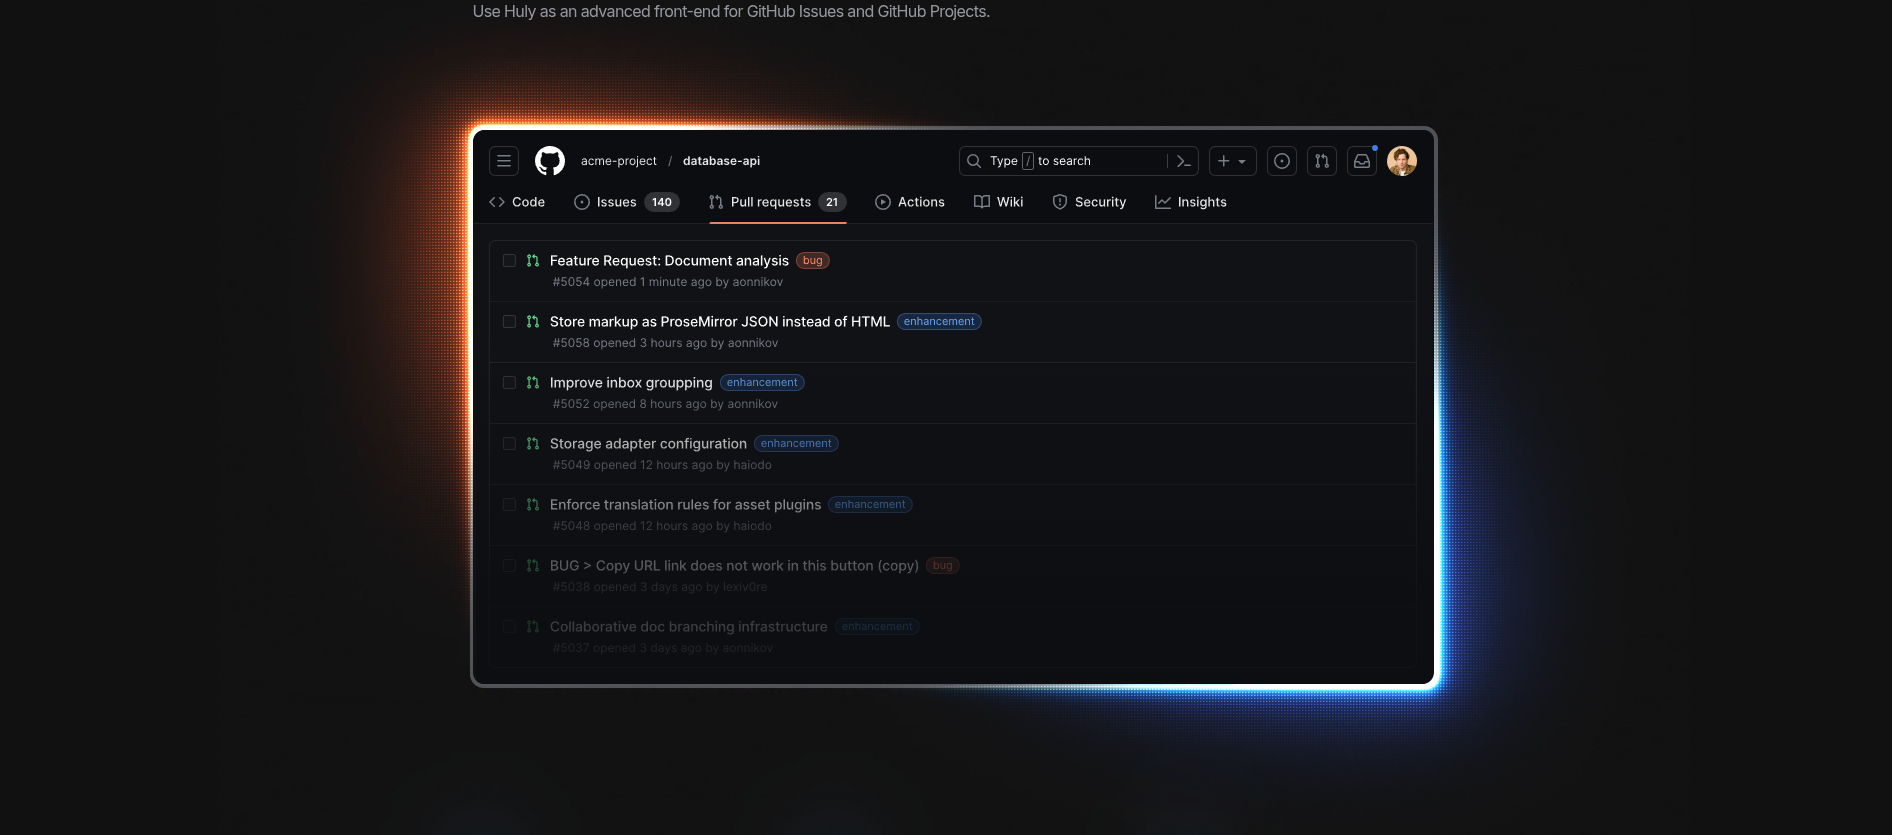 Use Huly as an advanced front-end for GitHub Issues and GitHub Projects.
acme-project / database-api
Type / to search
Code
Issues 140
Pull requests 21
Actions
Wiki
Security
Insights
Feature Request: Document analysis bug
#5054 opened 1 minute ago by aonnikov
Store markup as ProseMirror JSON instead of HTML enhancement
#5058 opened 3 hours ago by aonnikov
Improve inbox groupping enhancement
#5052 opened 8 hours ago by aonnikov
Storage adapter configuration enhancement
#5049 opened 12 hours ago by haiodo
Enforce translation rules for asset plugins enhancement
#5048 opened 12 hours ago by haiodo
BUG > Copy URL link does not work in this button (copy) bug
#5038 opened 3 days ago by lexiv0re
Collaborative doc branching infrastructure enhancement
#5037 opened 3 days ago by aonnikov